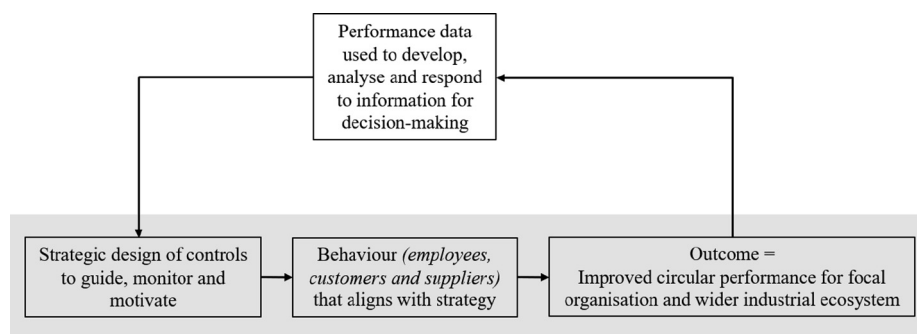 Performance data
used to develop,
analyse and respond
to information for
decision-making
Strategic design of controls
to guide, monitor and
motivate
Behaviour (employees,
customers and suppliers)
that aligns with strategy
Outcome =
Improved circular performance for focal
organisation and wider industrial ecosystem